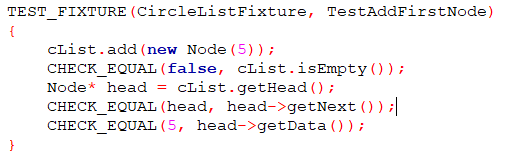 TEST_FIXTURE(CircleListFixture, TestAddFirstNode)
{
    cList.add(new Node(5));
    CHECK_EQUAL(false, cList.isEmpty());
    Node* head = cList.getHead();
    CHECK_EQUAL(head, head->getNext());
    CHECK_EQUAL(5, head->getData());
}